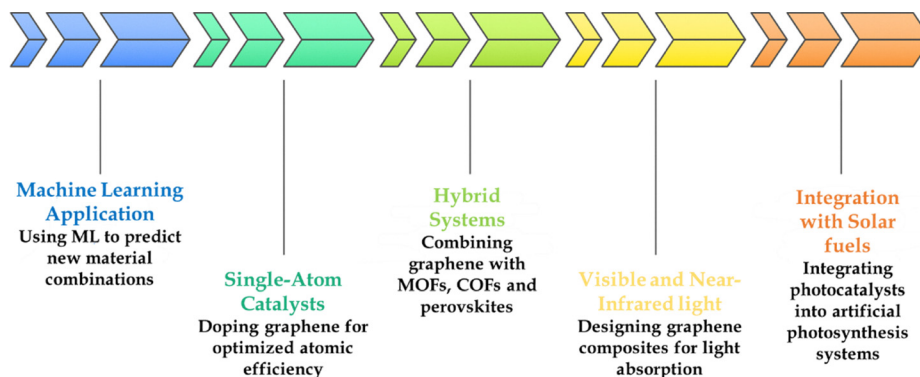 Machine Learning
Application
Using ML to predict
new material
combinations
Single-Atom
Catalysts
Doping graphene for
optimized atomic
efficiency
Hybrid
Systems
Combining
graphene with
MOFs, COFs and
perovskites
Visible and Near-
Infrared light
Designing graphene
composites for light
absorption
Integration
with Solar
fuels
Integrating
photocatalysts
into artificial
photosynthesis
systems